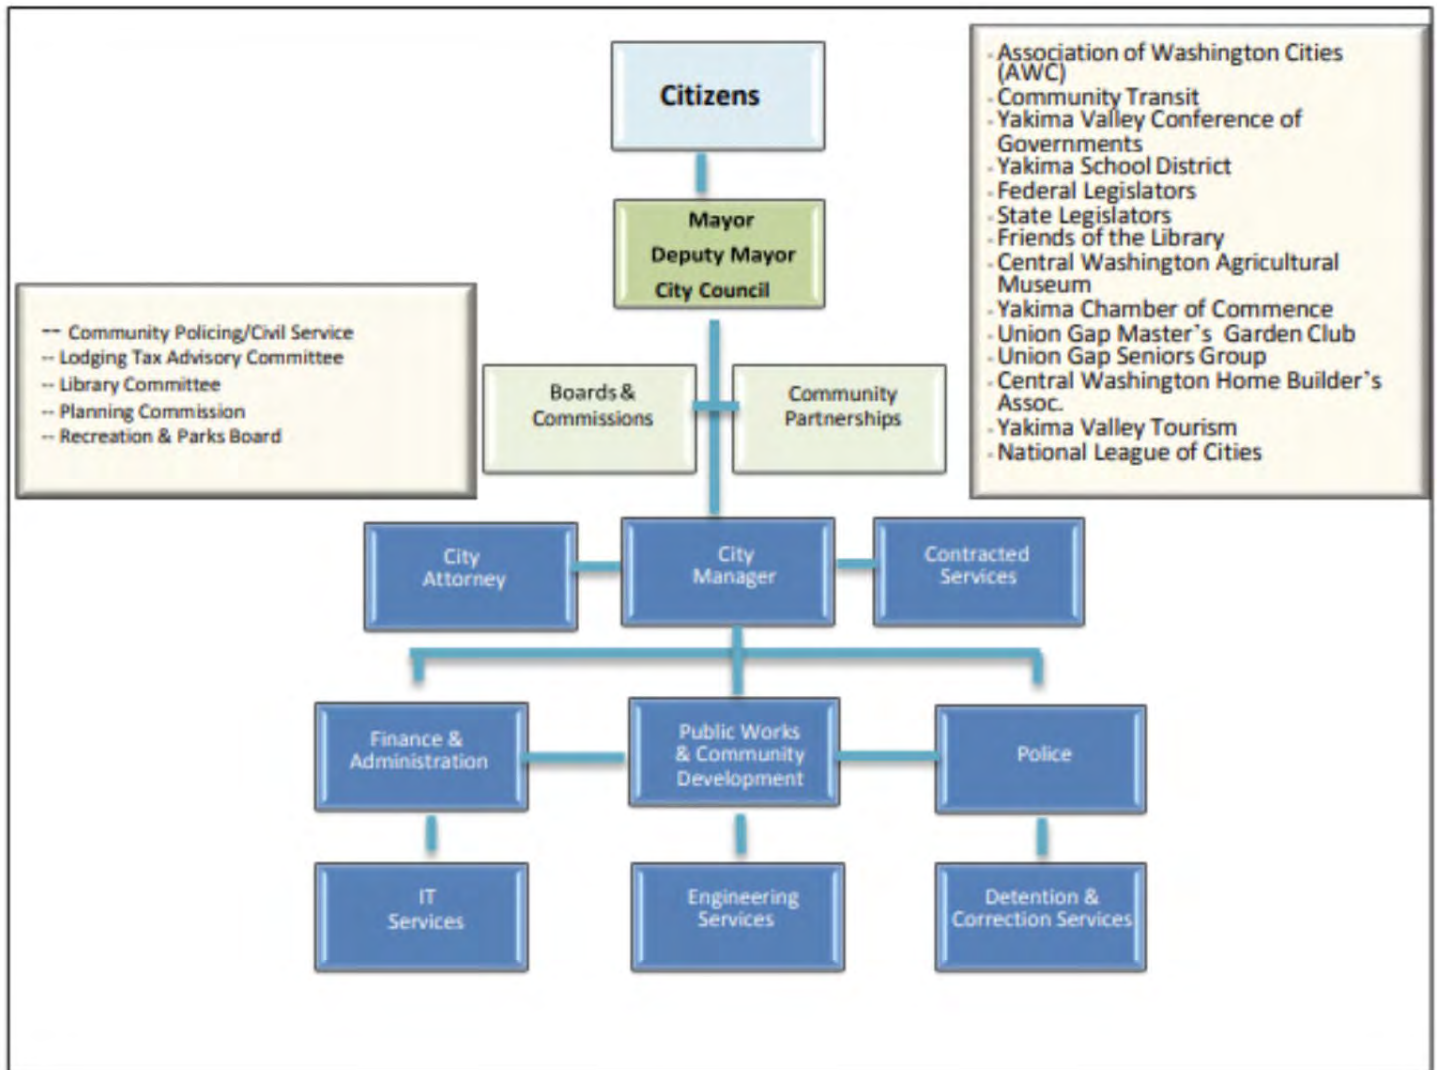 Citizens
Mayor
Deputy Mayor
City Council
- Association of Washington Cities
(AWC)
- Community Transit
- Yakima Valley Conference of
Governments
- Yakima School District
- Federal Legislators
- State Legislators
- Friends of the Library
- Central Washington Agricultural
Museum
- Yakima Chamber of Commence
- Union Gap Master's Garden Club
- Union Gap Seniors Group
- Central Washington Home Builder's
Assoc.
- Yakima Valley Tourism
- National League of Cities
-- Community Policing/Civil Service
-- Lodging Tax Advisory Committee
-- Library Committee
-- Planning Commission
-- Recreation & Parks Board
Boards &
Commissions
Community
Partnerships
City
Attorney
City
Manager
Contracted
Services
Finance &
Administration
Public Works
& Community
Development
Police
IT
Services
Engineering
Services
Detention &
Correction Services